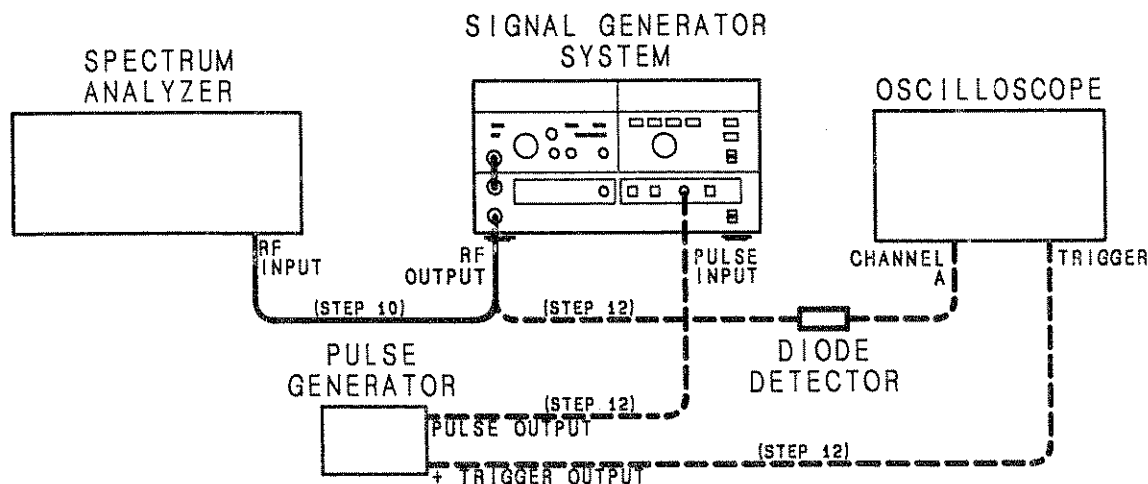 SIGNAL GENERATOR
SYSTEM
SPECTRUM
ANALYZER
OSCILLOSCOPE
RF
INPUT
RF
OUTPUT
PULSE
INPUT
CHANNEL
A
TRIGGER
(STEP 10)
(STEP 12)
DIODE
DETECTOR
PULSE
GENERATOR
(STEP 12)
PULSE OUTPUT
(STEP 12)
+ TRIGGER OUTPUT